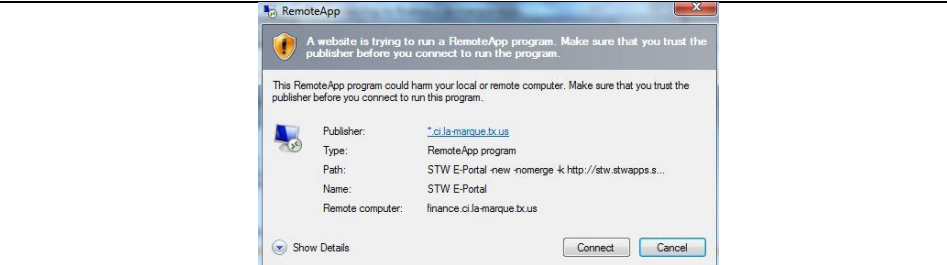 RemoteApp
A website is trying to run a RemoteApp program. Make sure that you trust the
publisher before you connect to run the program.
This RemoteApp program could harm your local or remote computer. Make sure that you trust the
publisher before you connect to run this program.
Publisher: *.ci.la-marque.tx.us
Type: RemoteApp program
Path: STW E-Portal -new -nomerge -k http://stw.stwapps.s...
Name: STW E-Portal
Remote computer: finance.ci.la-marque.tx.us
Show Details Connect Cancel